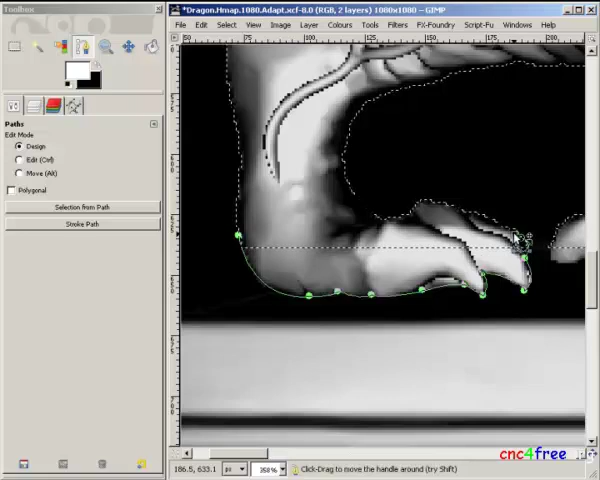 Toolbox
*Dragon.Hmap.1080.Adapt.xcf-8.0 (RGB, 2 layers) 1080x1080 – GIMP
File Edit Select View Image Layer Colours Tools Filters FX-Foundry Script-Fu Windows Help
50 75 100 125 150 175 200
Paths
Edit Mode
Design
Edit (Ctrl)
Move (Alt)
Polygonal
Selection from Path
Stroke Path
186.5, 633.1 px 358% Click-Drag to move the handle around (try Shift)
cnc4free